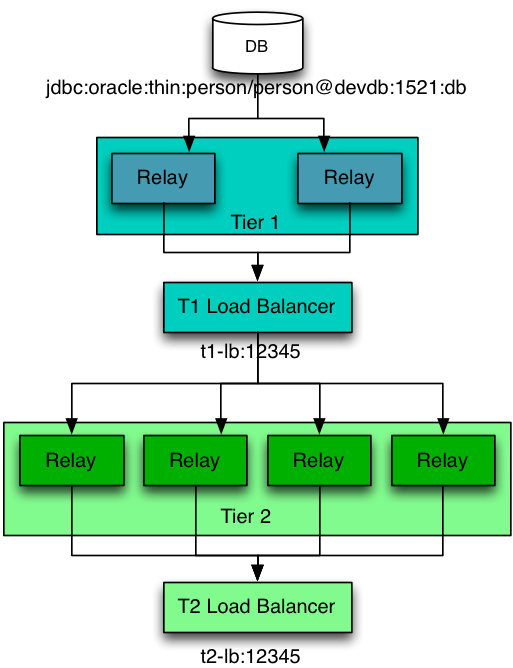 DB
jdbc:oracle:thin:person/person@devdb:1521:db
Relay Relay
Tier 1
T1 Load Balancer
t1-lb:12345
Relay Relay Relay Relay
Tier 2
T2 Load Balancer
t2-lb:12345